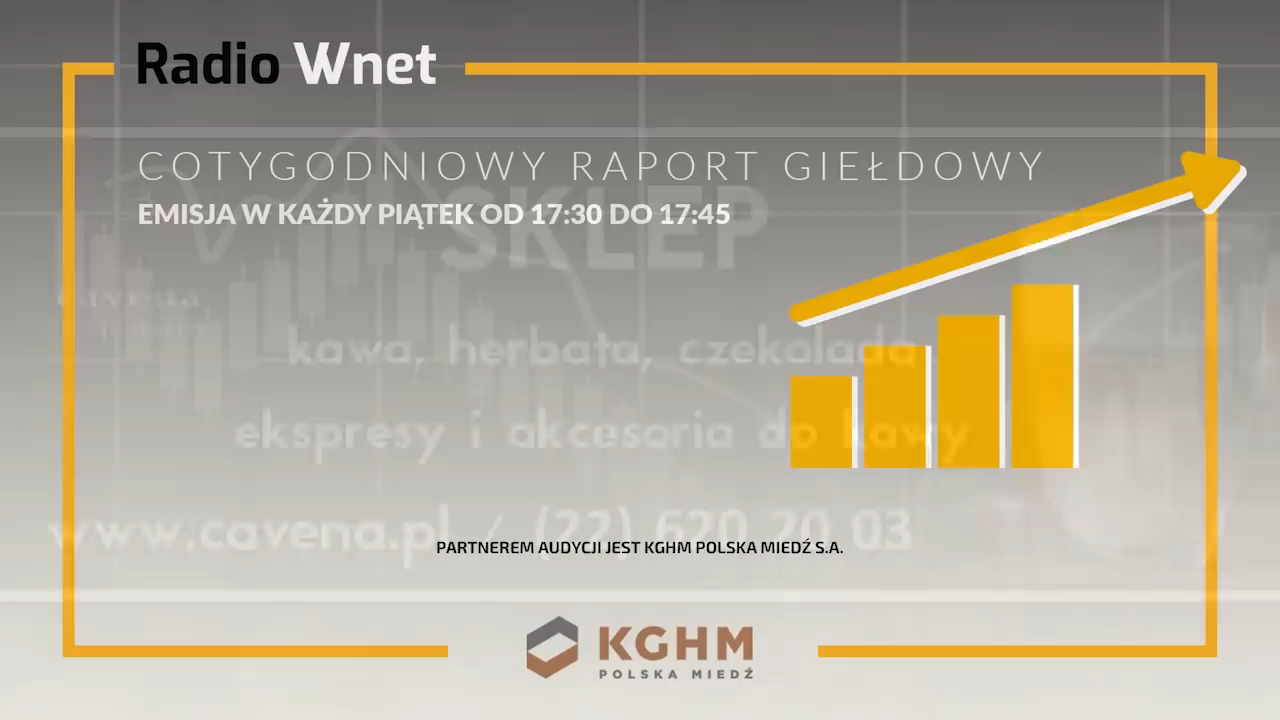 Radio Wnet
COTYGODNIOWY RAPORT GIEŁDOWY
EMISJA W KAŻDY PIĄTEK OD 17:30 DO 17:45
SKLEP
cavena
kawa, herbata, czekolada
ekspresy i akcesoria do kawy
www.cavena.pl / (22) 620 20 03
PARTNEREM AUDYCJI JEST KGHM POLSKA MIEDŹ S.A.
KGHM
POLSKA MIEDŹ